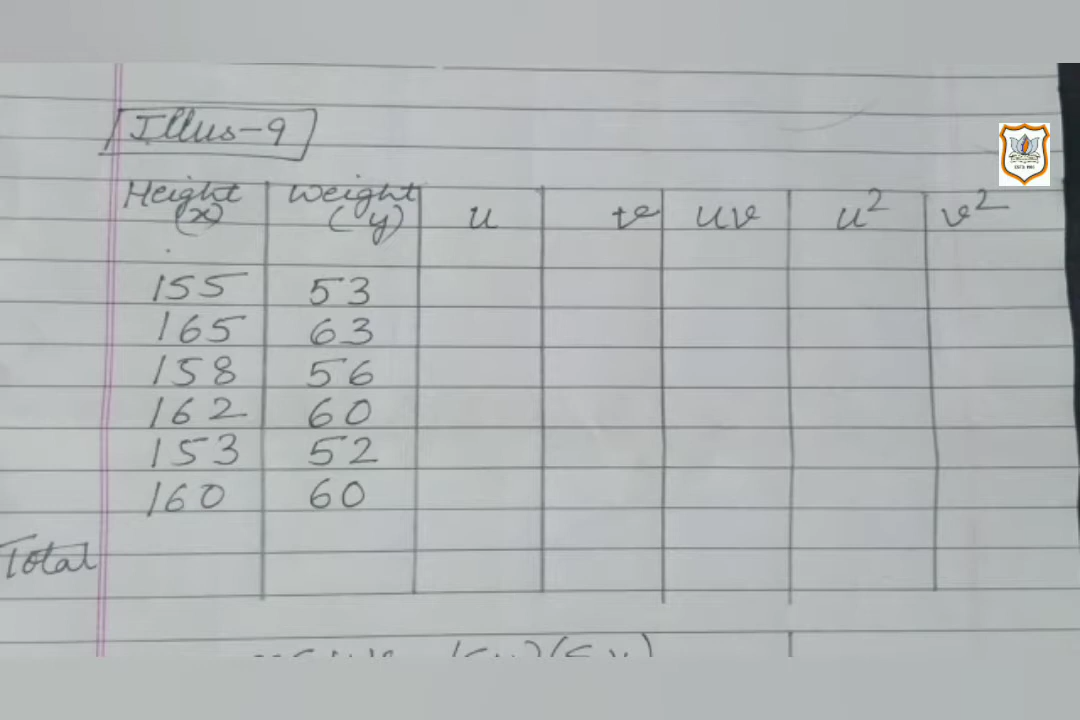 Illus-9
Height Weight
(x) (y) u v uv u² v²
155 53
165 63
158 56
162 60
153 52
160 60
Total